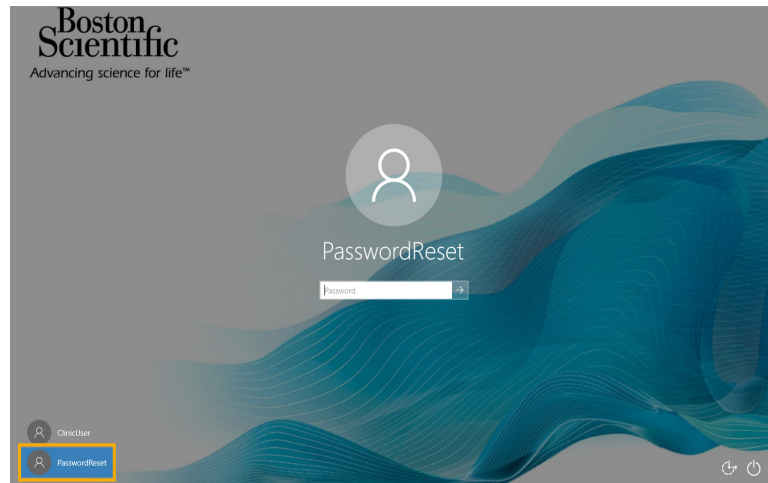 Boston
Scientific
Advancing science for life™
PasswordReset
Password
ClinicUser
PasswordReset